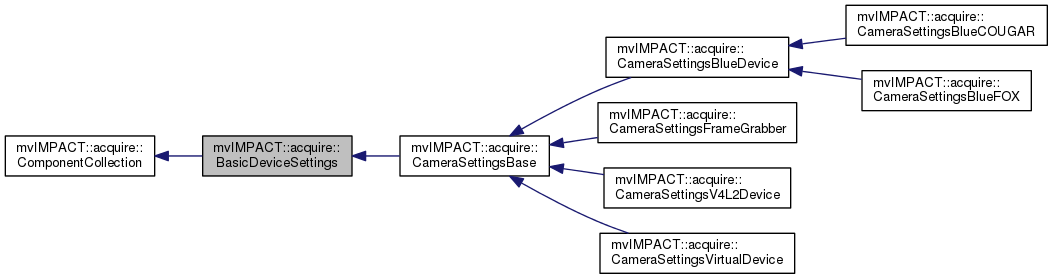 mvIMPACT::acquire::
ComponentCollection
mvIMPACT::acquire::
BasicDeviceSettings
mvIMPACT::acquire::
CameraSettingsBase
mvIMPACT::acquire::
CameraSettingsBlueDevice
mvIMPACT::acquire::
CameraSettingsBlueCOUGAR
mvIMPACT::acquire::
CameraSettingsBlueFOX
mvIMPACT::acquire::
CameraSettingsFrameGrabber
mvIMPACT::acquire::
CameraSettingsV4L2Device
mvIMPACT::acquire::
CameraSettingsVirtualDevice